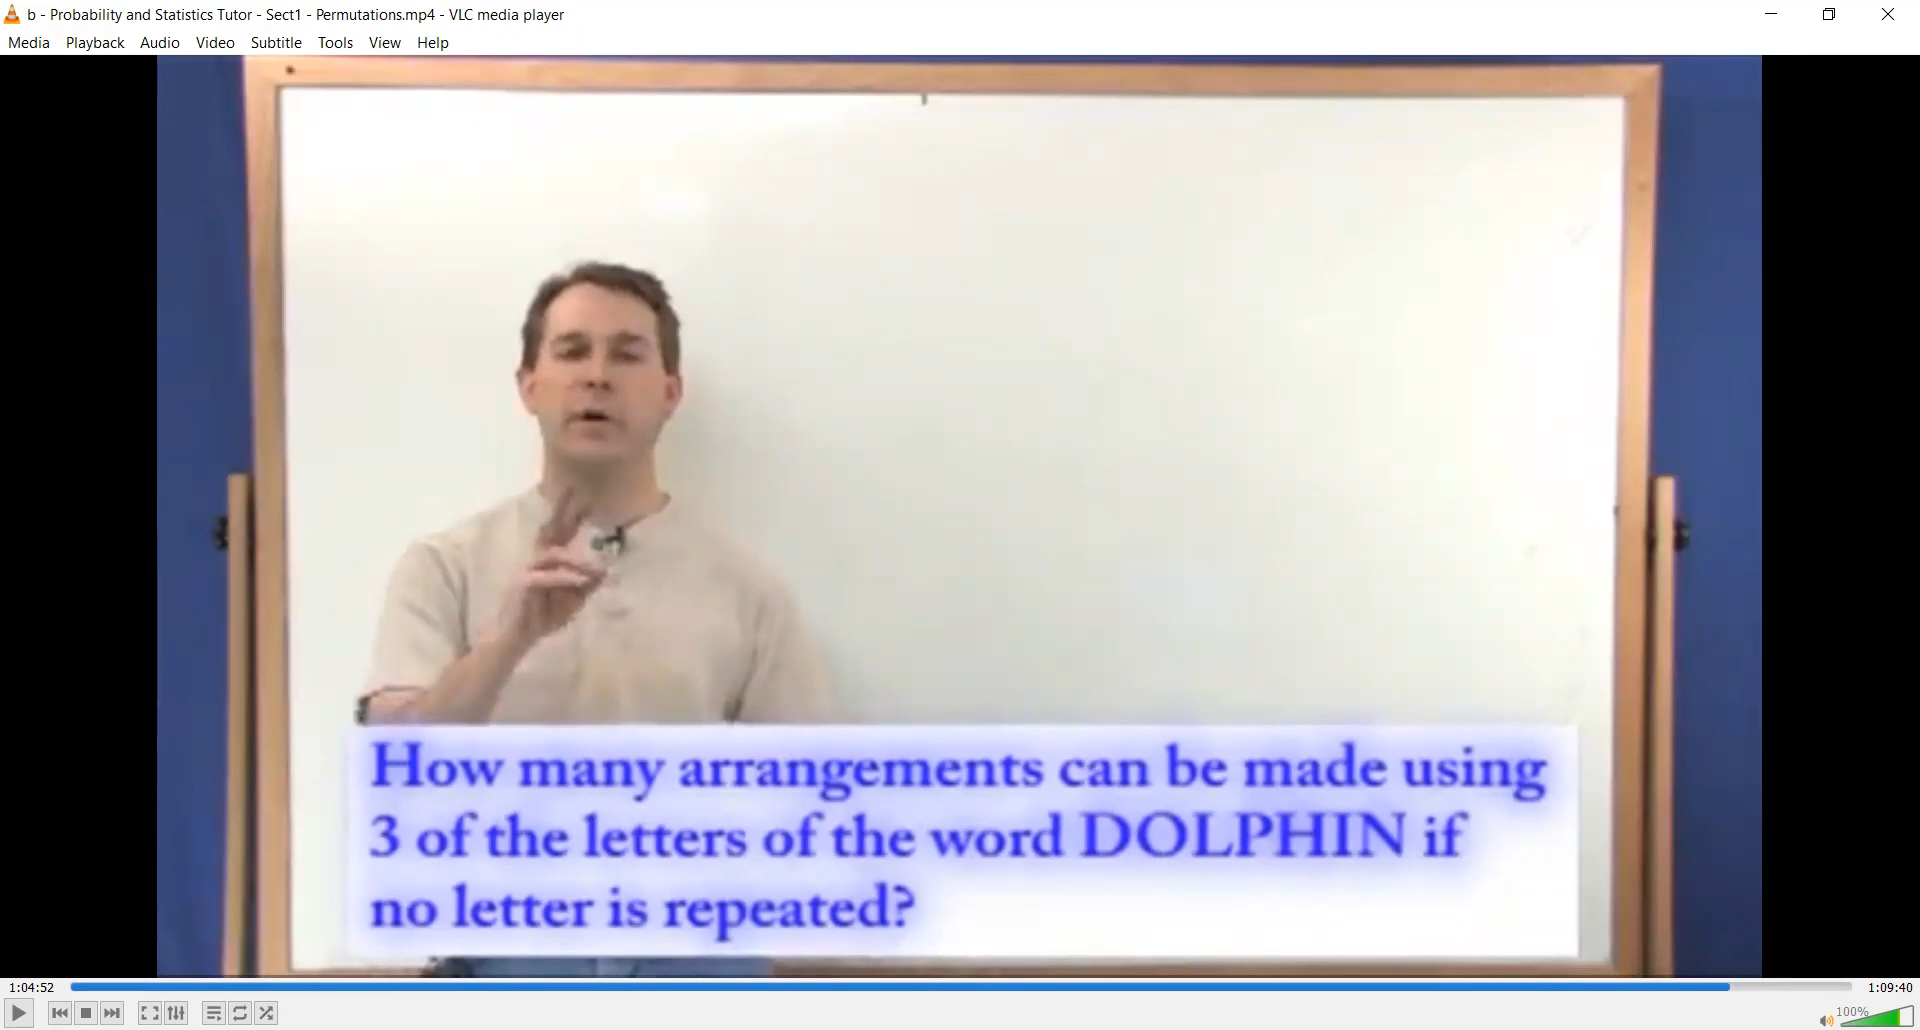 b - Probability and Statistics Tutor - Sect1 - Permutations.mp4 - VLC media player
Media Playback Audio Video Subtitle Tools View Help
How many arrangements can be made using
3 of the letters of the word DOLPHIN if
no letter is repeated?
1:04:52
1:09:40
100%